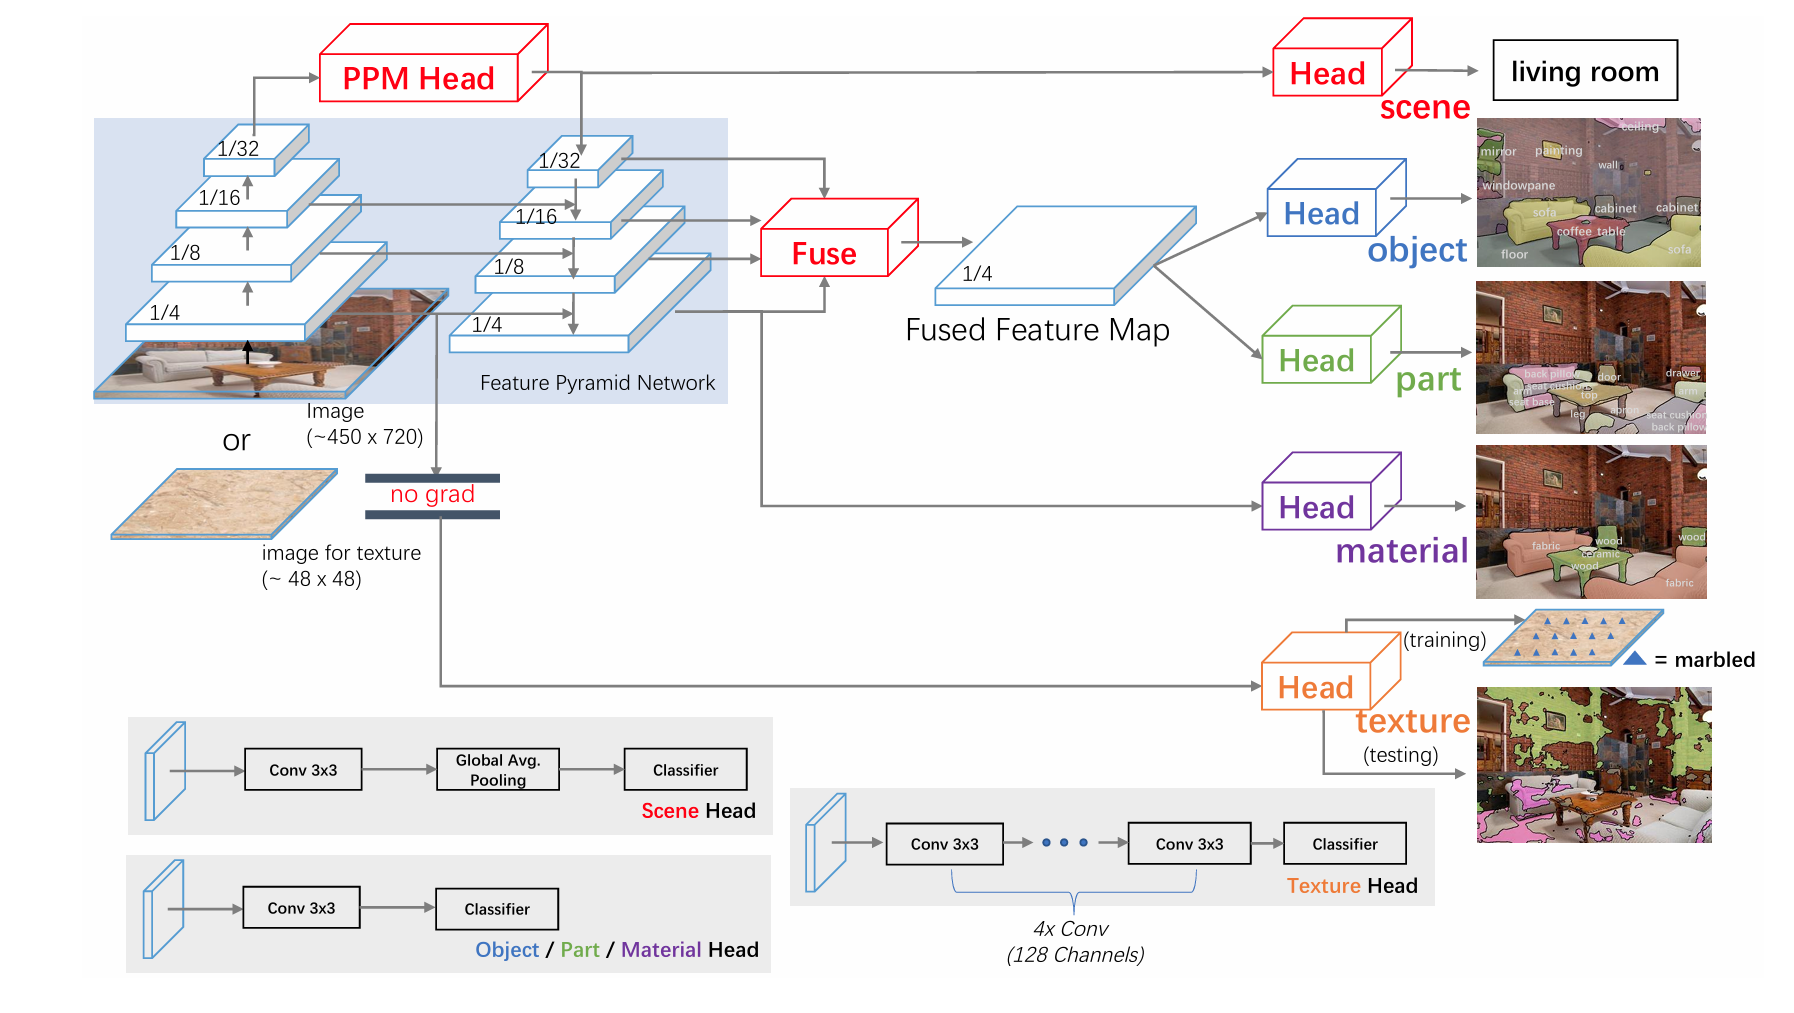 PPM Head
Head
scene
living room
1/32
1/16
1/8
1/4
1/32
1/16
1/8
1/4
Feature Pyramid Network
Fuse
1/4
Fused Feature Map
Head
object
ceiling
mirror
painting
wall
windowpane
sofa
cabinet
cabinet
coffee table
sofa
floor
Head
part
back pillow
door
drawer
seat cushion
arm
top
arm
seat base
leg
apron
seat cushion
back pillow
Image
(~450 x 720)
or
no grad
image for texture
(~ 48 x 48)
Head
material
fabric
wood
wood
ceramic
wood
fabric
Head
texture
(training)
= marbled
(testing)
Conv 3x3
Global Avg.
Pooling
Classifier
Scene Head
Conv 3x3
Classifier
Object / Part / Material Head
Conv 3x3
Conv 3x3
Classifier
Texture Head
4x Conv
(128 Channels)